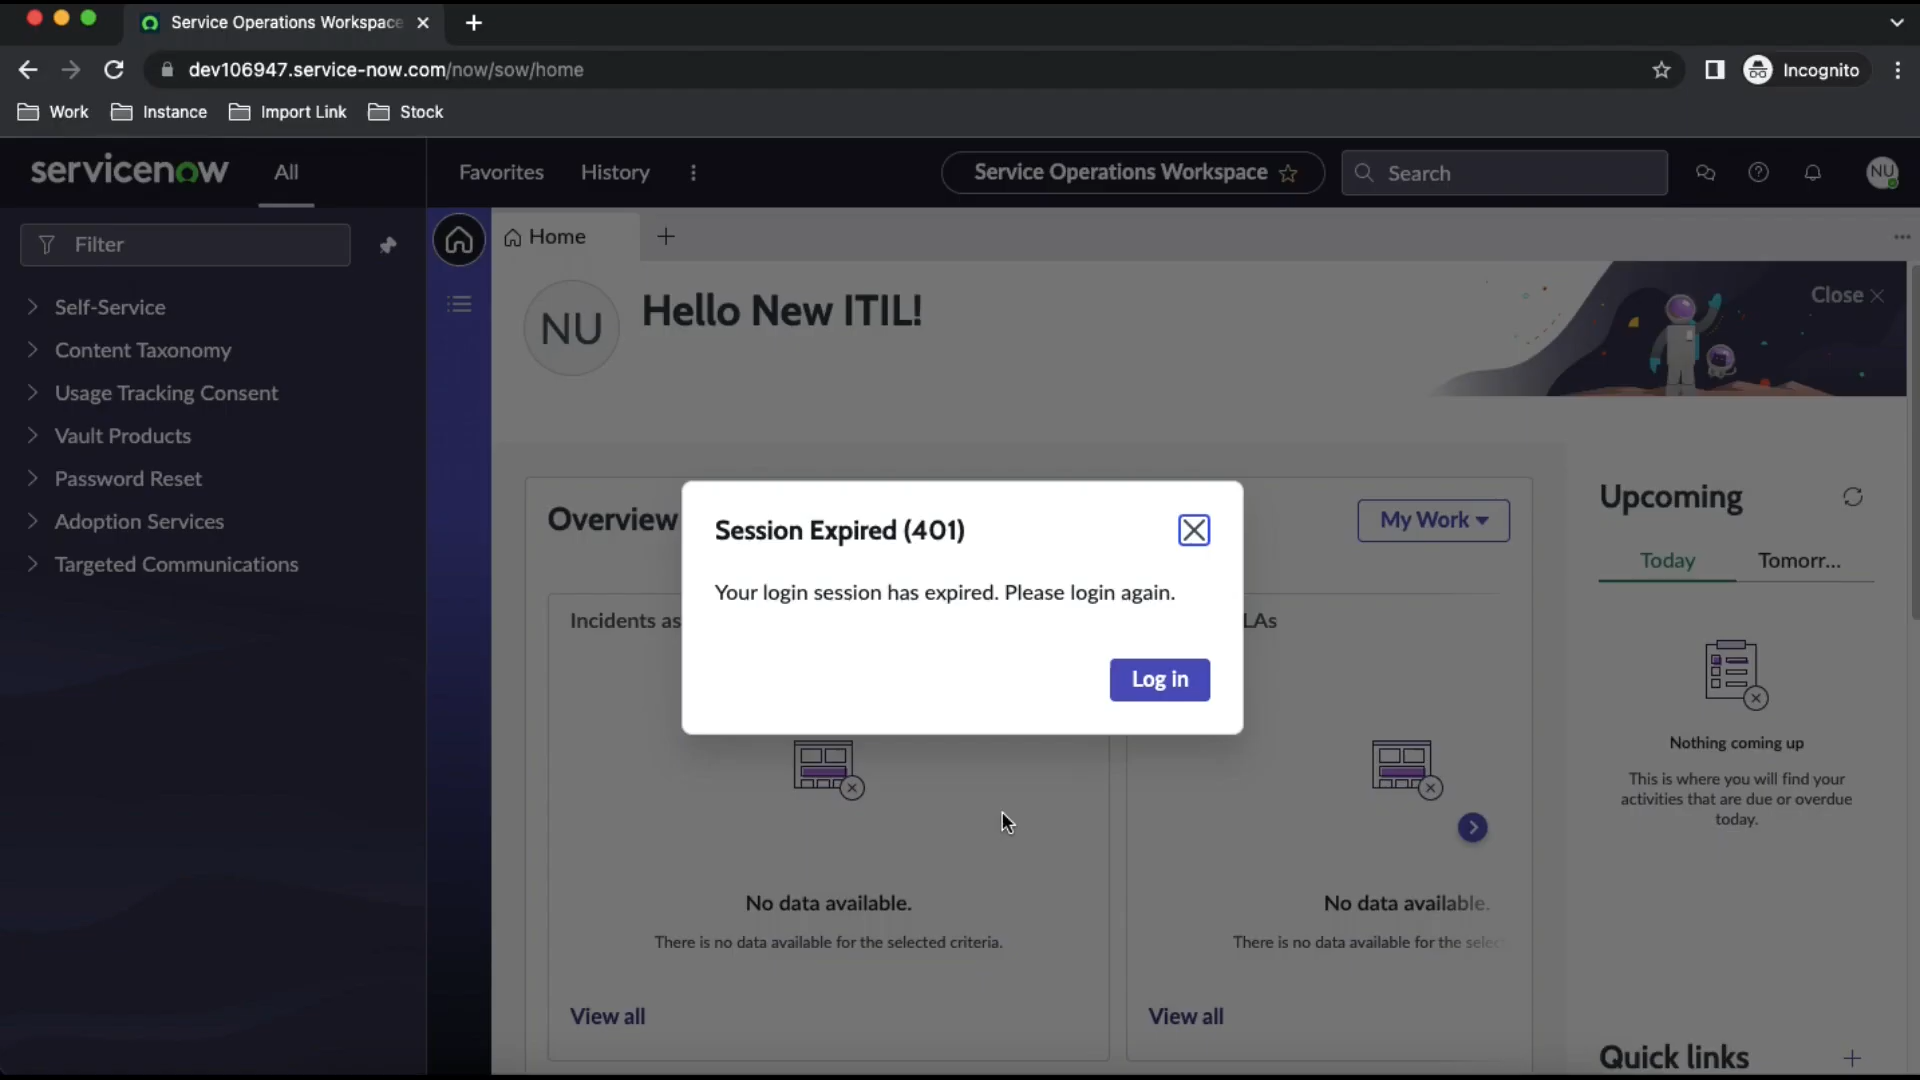 Service Operations Workspace
dev106947.service-now.com/now/sow/home
Incognito
Work
Instance
Import Link
Stock
servicenow
All
Favorites
History
Service Operations Workspace
Search
NU
Filter
Home
Self-Service
Content Taxonomy
Usage Tracking Consent
Vault Products
Password Reset
Adoption Services
Targeted Communications
NU
Hello New ITIL!
Close
Overview
My Work
Session Expired (401)
Your login session has expired. Please login again.
Log in
Incidents as
LAs
No data available.
There is no data available for the selected criteria.
View all
No data available.
There is no data available for the selec
View all
Upcoming
Today
Tomorr...
Nothing coming up
This is where you will find your
activities that are due or overdue
today.
Quick links